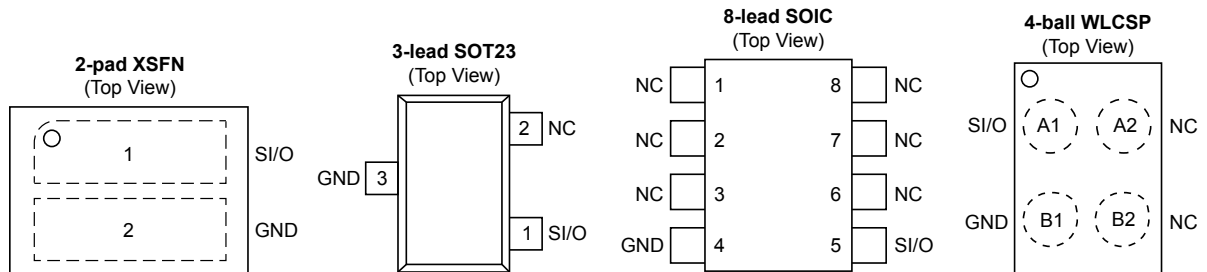 2-pad XSFN
(Top View)
1
SI/O
2
GND
3-lead SOT23
(Top View)
2 NC
GND 3
1 SI/O
8-lead SOIC
(Top View)
NC 1 8 NC
NC 2 7 NC
NC 3 6 NC
GND 4 5 SI/O
4-ball WLCSP
(Top View)
SI/O A1 A2 NC
GND B1 B2 NC